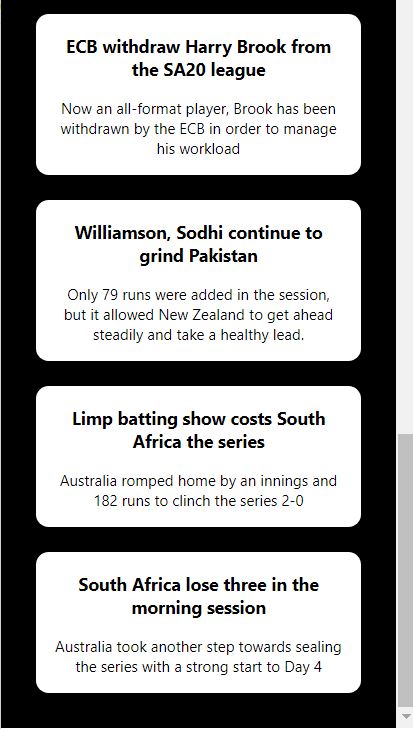 ECB withdraw Harry Brook from
the SA20 league
Now an all-format player, Brook has been
withdrawn by the ECB in order to manage
his workload
Williamson, Sodhi continue to
grind Pakistan
Only 79 runs were added in the session,
but it allowed New Zealand to get ahead
steadily and take a healthy lead.
Limp batting show costs South
Africa the series
Australia romped home by an innings and
182 runs to clinch the series 2-0
South Africa lose three in the
morning session
Australia took another step towards sealing
the series with a strong start to Day 4